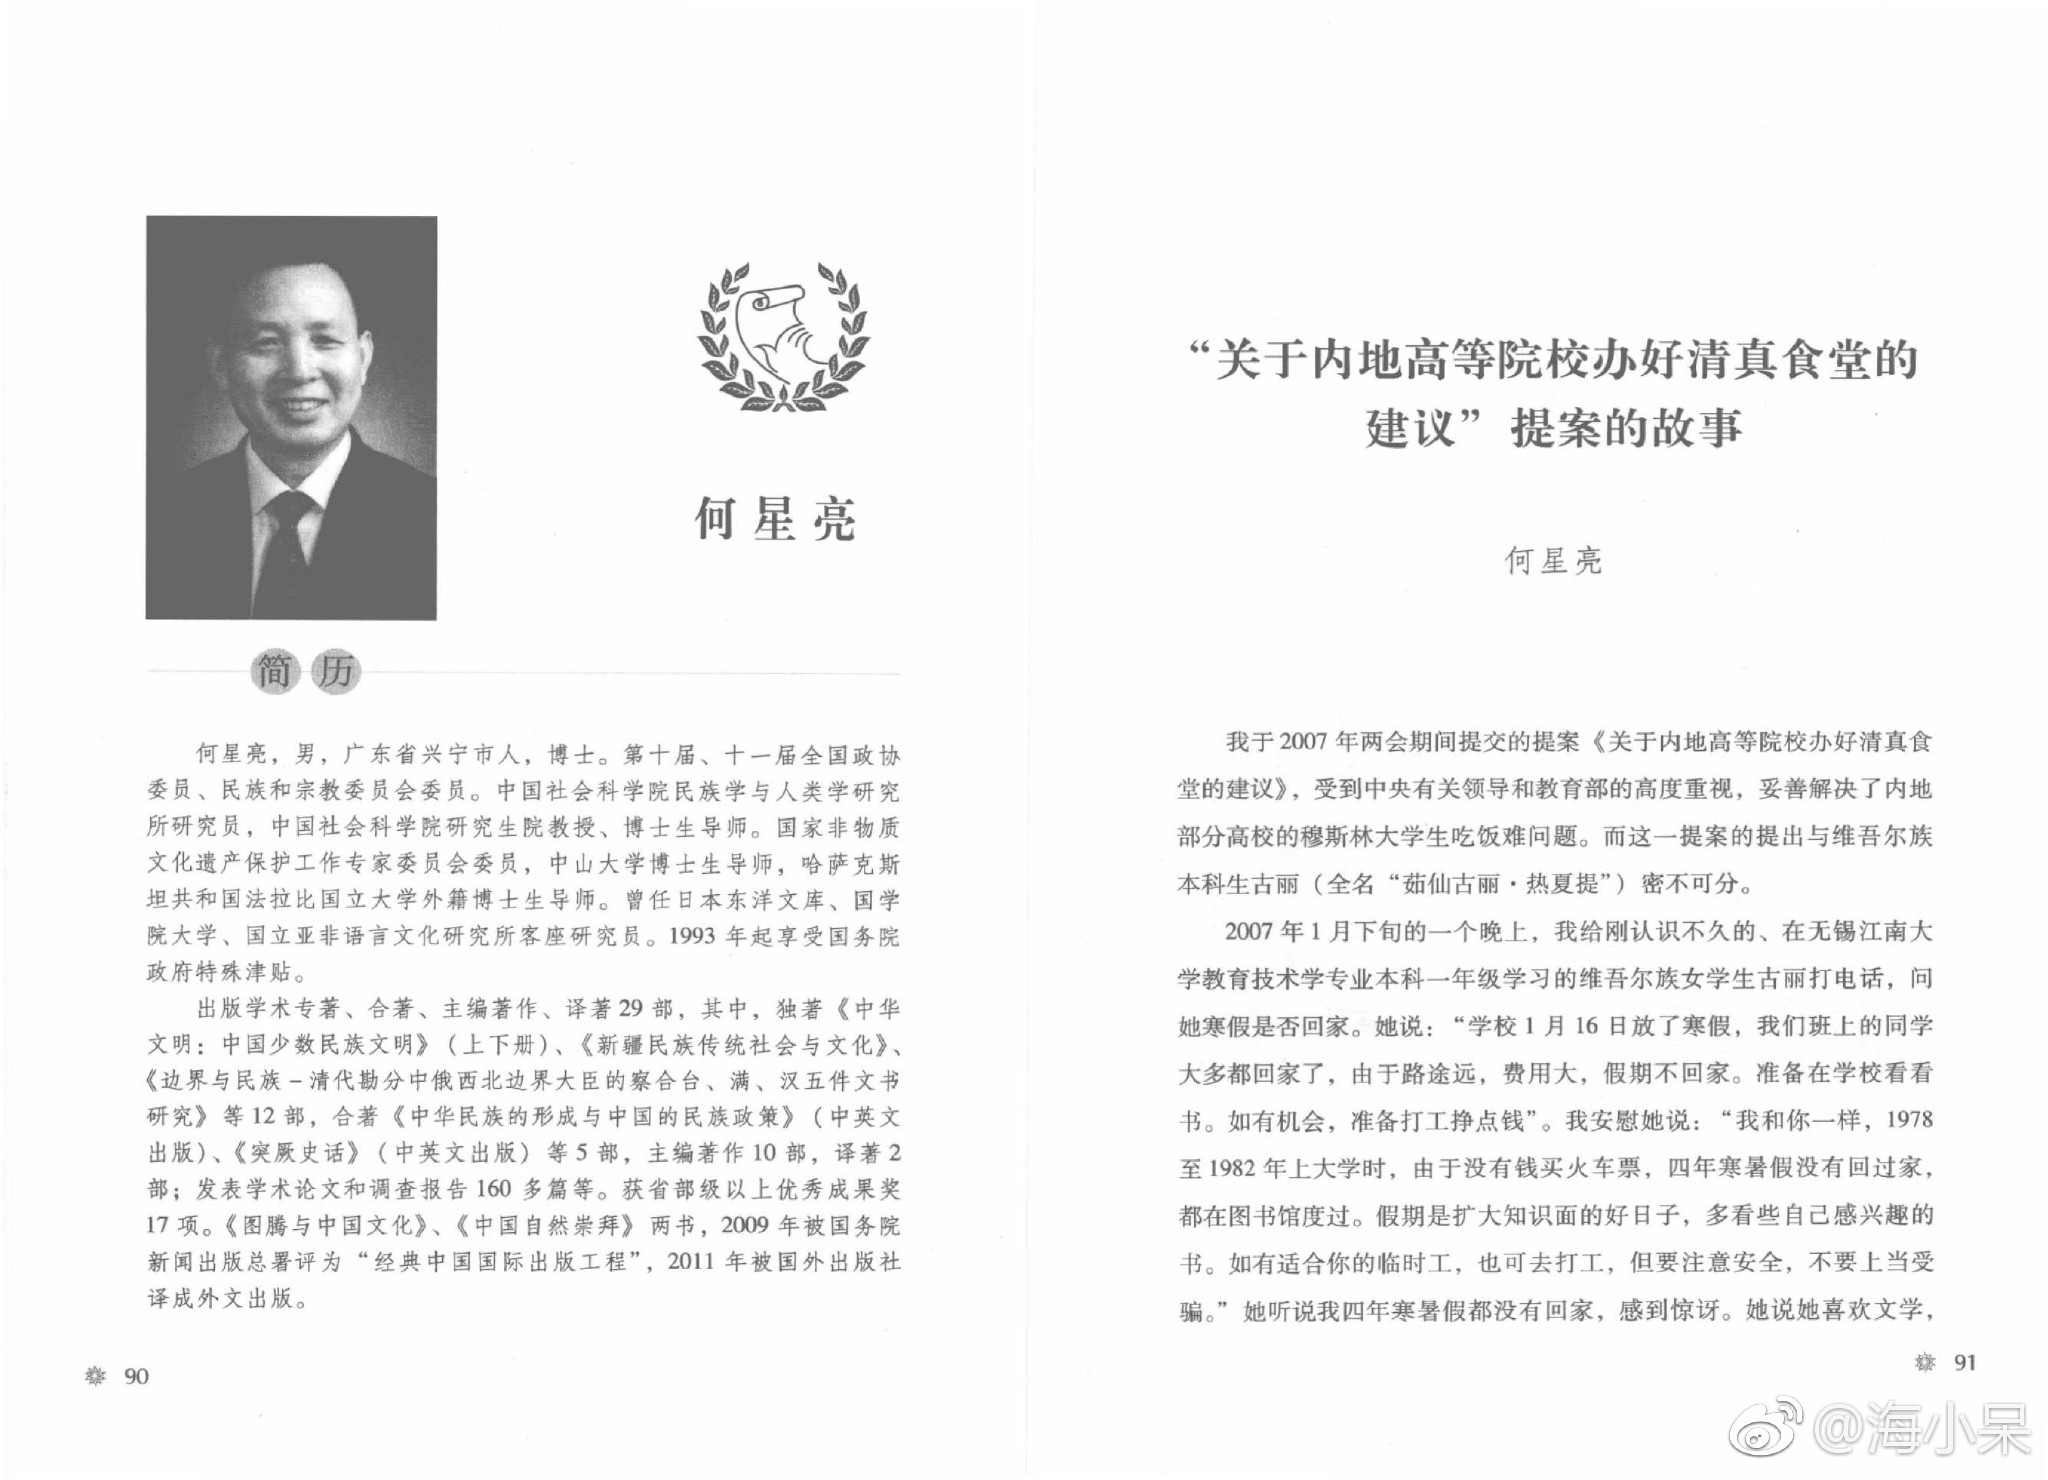 何星亮
简历
何星亮，男，广东省兴宁市人，博士。第十届、十一届全国政协
委员、民族和宗教委员会委员。中国社会科学院民族学与人类学研究
所研究员，中国社会科学院研究生院教授、博士生导师。国家非物质
文化遗产保护工作专家委员会委员，中山大学博士生导师，哈萨克斯
坦共和国法拉比国立大学外籍博士生导师。曾任日本东洋文库、国学
院大学、国立亚非语言文化研究所客座研究员。1993 年起享受国务院
政府特殊津贴。
出版学术专著、合著、主编著作、译著 29 部，其中，独著《中华
文明：中国少数民族文明》（上下册）、《新疆民族传统社会与文化》、
《边界与民族－清代勘分中俄西北边界大臣的察合台、满、汉五件文书
研究》等 12 部，合著《中华民族的形成与中国的民族政策》（中英文
出版）、《突厥史话》（中英文出版）等 5 部，主编著作 10 部，译著 2
部；发表学术论文和调查报告 160 多篇等。获省部级以上优秀成果奖
17 项。《图腾与中国文化》、《中国自然崇拜》两书，2009 年被国务院
新闻出版总署评为“经典中国国际出版工程”，2011 年被国外出版社
译成外文出版。
90
“关于内地高等院校办好清真食堂的
建议”提案的故事
何星亮
我于 2007 年两会期间提交的提案《关于内地高等院校办好清真食
堂的建议》，受到中央有关领导和教育部的高度重视，妥善解决了内地
部分高校的穆斯林大学生吃饭难问题。而这一提案的提出与维吾尔族
本科生古丽（全名“茹仙古丽·热夏提”）密不可分。
2007 年 1 月下旬的一个晚上，我给刚认识不久的、在无锡江南大
学教育技术学专业本科一年级学习的维吾尔族女学生古丽打电话，问
她寒假是否回家。她说：“学校 1 月 16 日放了寒假，我们班上的同学
大多都回家了，由于路途远，费用大，假期不回家。准备在学校看看
书。如有机会，准备打工挣点钱”。我安慰她说：“我和你一样，1978
至 1982 年上大学时，由于没有钱买火车票，四年寒暑假没有回过家，
都在图书馆度过。假期是扩大知识面的好日子，多看些自己感兴趣的
书。如有适合你的临时工，也可去打工，但要注意安全，不要上当受
骗。”她听说我四年寒暑假都没有回家，感到惊讶。她说她喜欢文学，
91
@海小呆